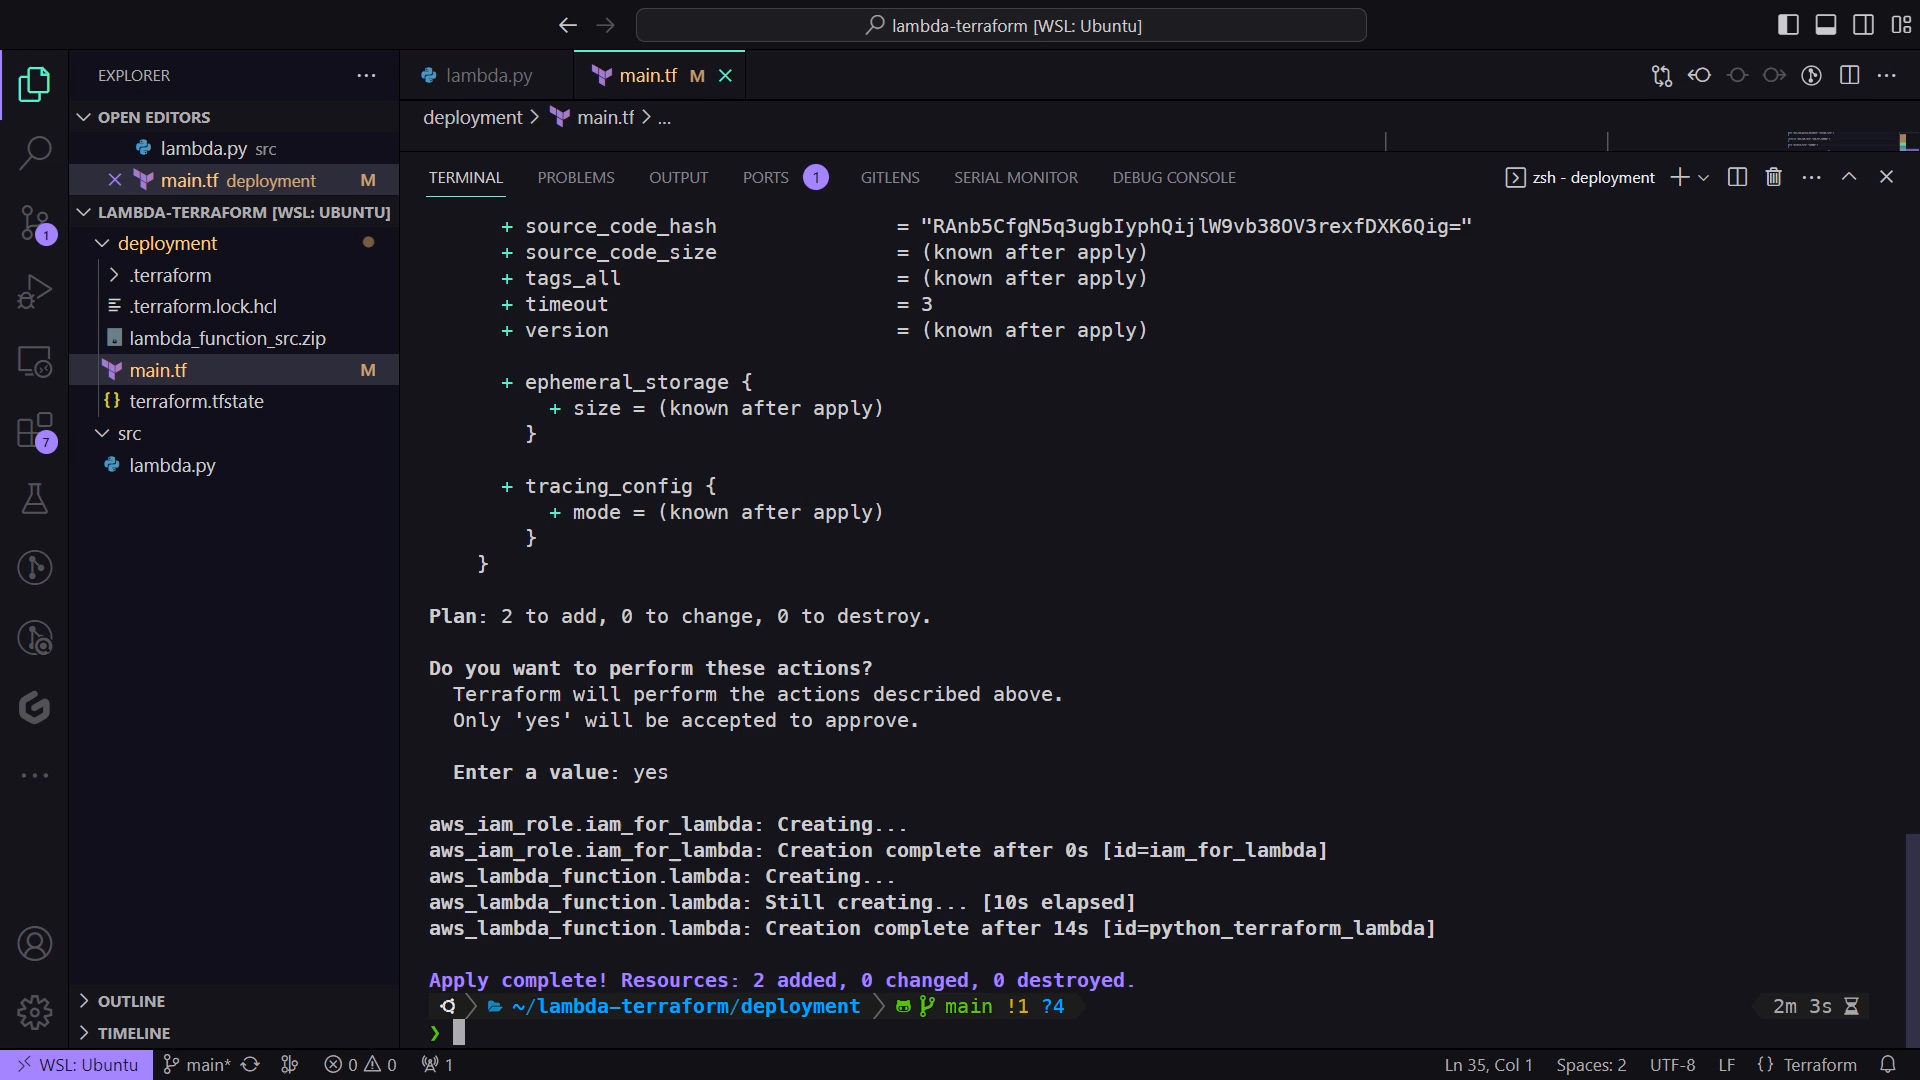 lambda-terraform [WSL: Ubuntu]
EXPLORER
OPEN EDITORS
lambda.py src
main.tf deployment M
LAMBDA-TERRAFORM [WSL: UBUNTU]
deployment
.terraform
.terraform.lock.hcl
lambda_function_src.zip
main.tf M
terraform.tfstate
src
lambda.py
OUTLINE
TIMELINE
1
7
lambda.py
main.tf M
deployment > main.tf > ...
TERMINAL PROBLEMS OUTPUT PORTS 1 GITLENS SERIAL MONITOR DEBUG CONSOLE
zsh - deployment
+ source_code_hash = "RAnb5CfgN5q3ugbIyphQijlW9vb38OV3rexfDXK6Qig="
+ source_code_size = (known after apply)
+ tags_all = (known after apply)
+ timeout = 3
+ version = (known after apply)
+ ephemeral_storage {
+ size = (known after apply)
}
+ tracing_config {
+ mode = (known after apply)
}
}
Plan: 2 to add, 0 to change, 0 to destroy.
Do you want to perform these actions?
Terraform will perform the actions described above.
Only 'yes' will be accepted to approve.
Enter a value: yes
aws_iam_role.iam_for_lambda: Creating...
aws_iam_role.iam_for_lambda: Creation complete after 0s [id=iam_for_lambda]
aws_lambda_function.lambda: Creating...
aws_lambda_function.lambda: Still creating... [10s elapsed]
aws_lambda_function.lambda: Creation complete after 14s [id=python_terraform_lambda]
Apply complete! Resources: 2 added, 0 changed, 0 destroyed.
~/lambda-terraform/deployment main !1 ?4 2m 3s
❯
WSL: Ubuntu main* 0 0 1 Ln 35, Col 1 Spaces: 2 UTF-8 LF {} Terraform